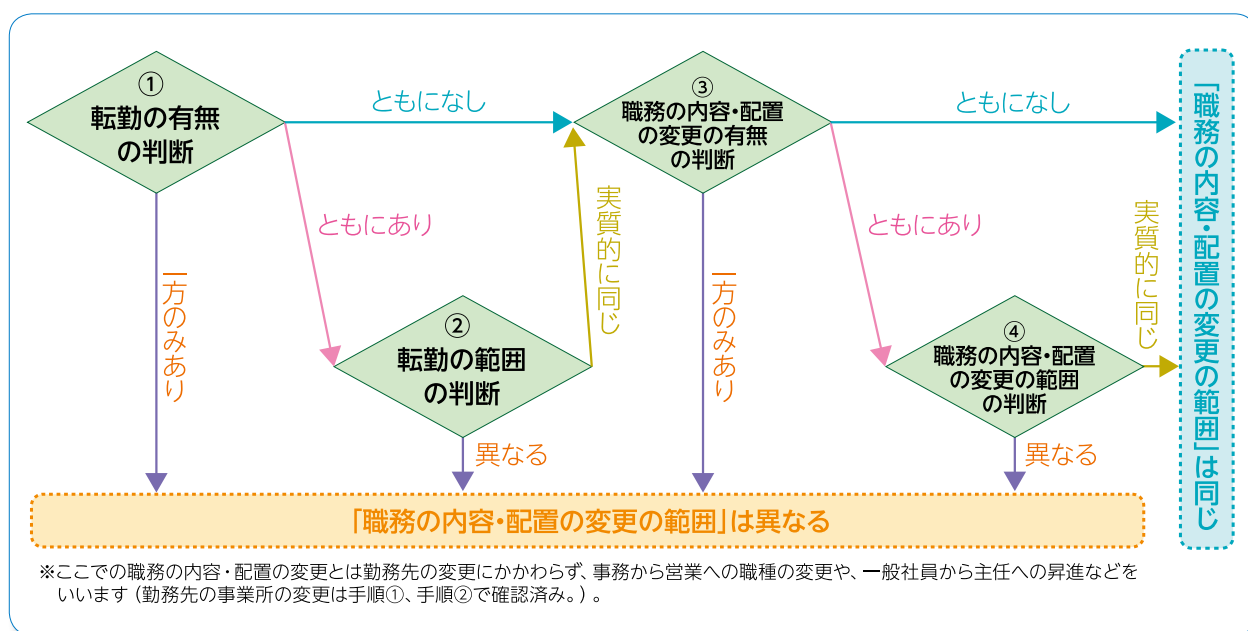 ①
転勤の有無
の判断
ともになし
ともにあり
一方のみあり
②
転勤の範囲
の判断
実質的に同じ
異なる
③
職務の内容・配置
の変更の有無
の判断
ともになし
ともにあり
一方のみあり
④
職務の内容・配置
の変更の範囲
の判断
実質的に同じ
異なる
「職務の内容・配置の変更の範囲」は同じ
「職務の内容・配置の変更の範囲」は異なる
※ここでの職務の内容・配置の変更とは勤務先の変更にかかわらず、事務から営業への職種の変更や、一般社員から主任への昇進などを
いいます（勤務先の事業所の変更は手順①、手順②で確認済み。）。